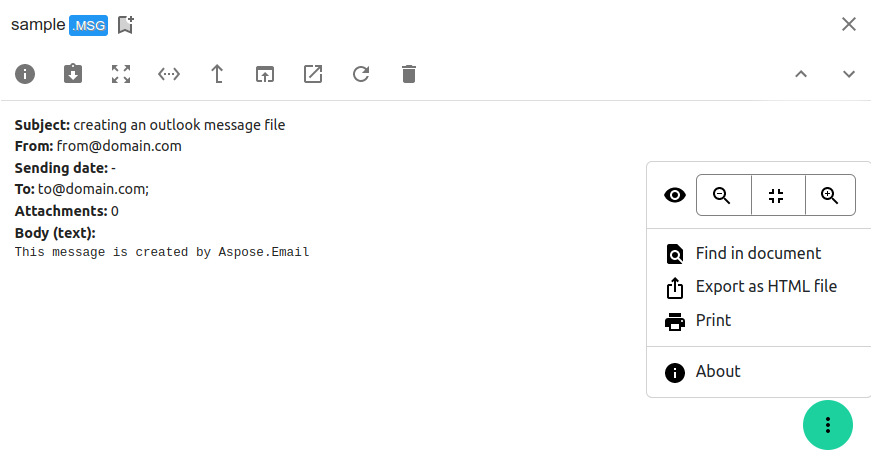 sample .MSG
Subject: creating an outlook message file
From: from@domain.com
Sending date: -
To: to@domain.com;
Attachments: 0
Body (text):
This message is created by Aspose.Email
Find in document
Export as HTML file
Print
About